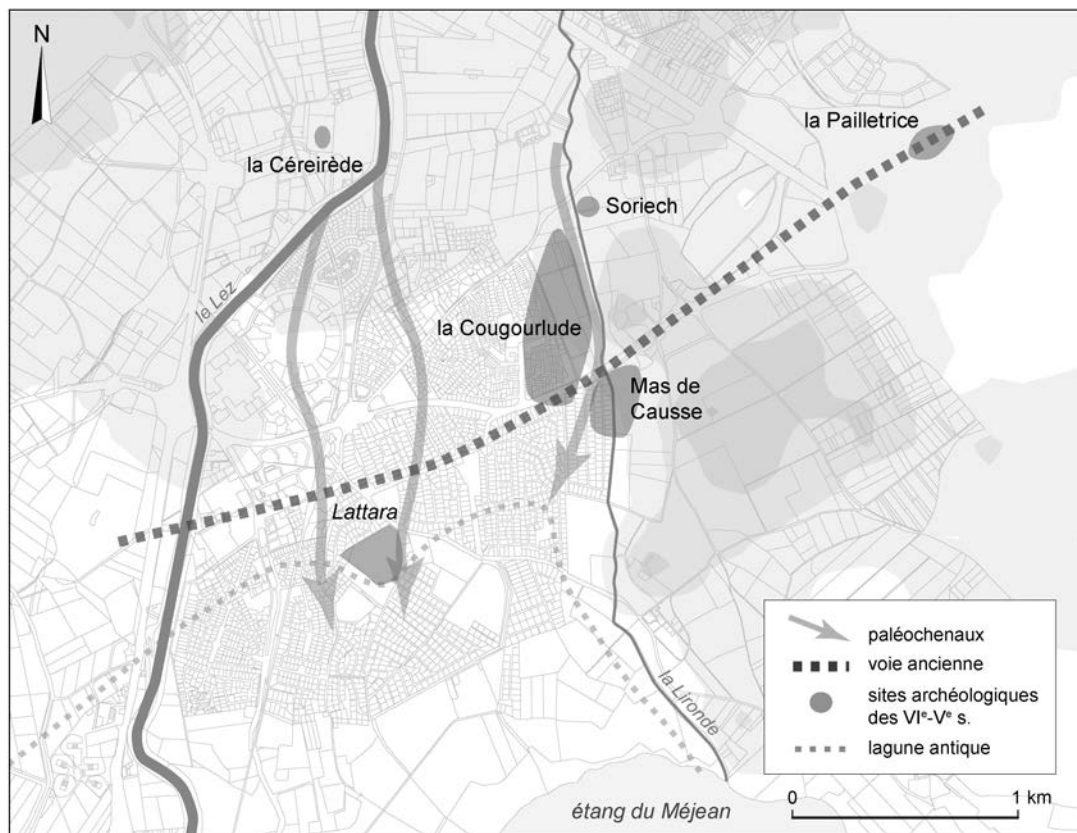 N
la Pailletrice
la Céreirède
Soriech
le Lez
la Cougourlude
Mas de
Causse
Lattara
la Lironde
étang du Méjean
paléochenaux
voie ancienne
sites archéologiques
des VIᵉ-Vᵉ s.
lagune antique
0 1 km